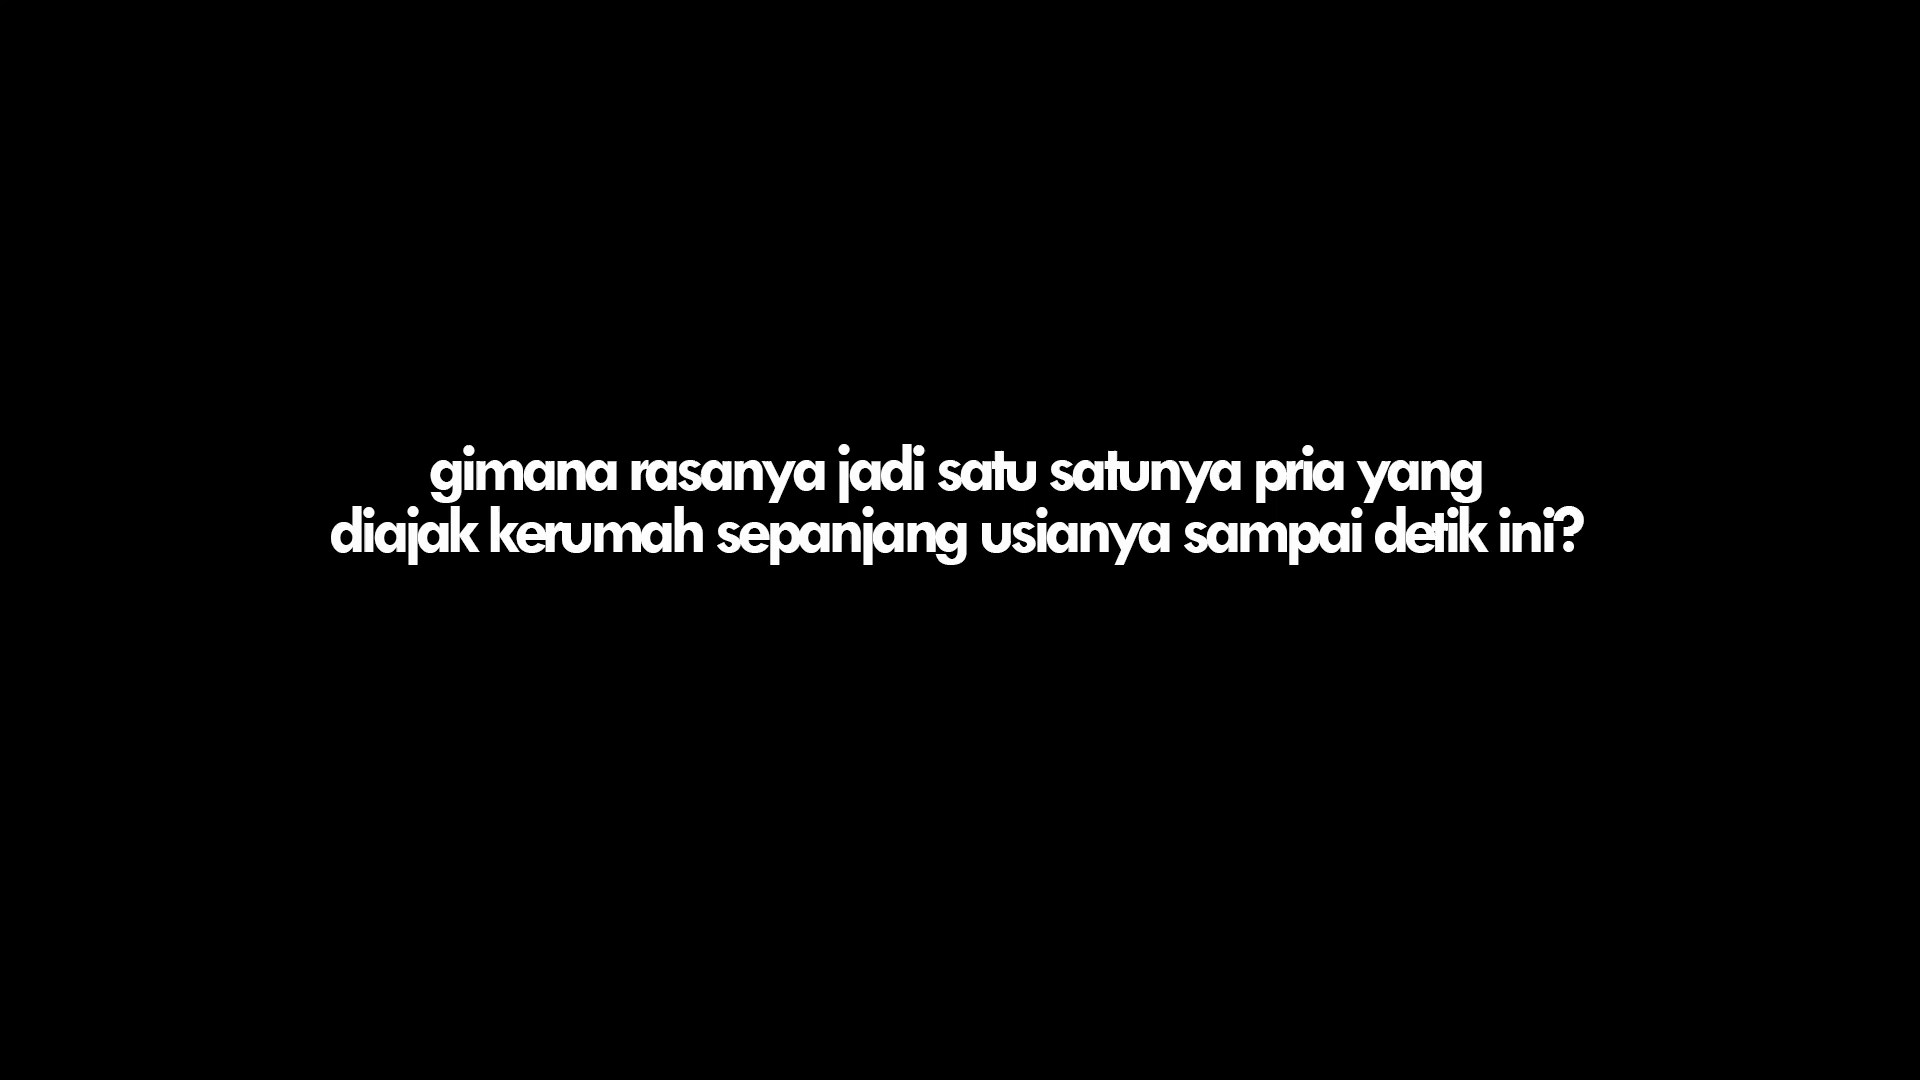 gimana rasanya jadi satu satunya pria yang
diajak kerumah sepanjang usianya sampai detik ini?